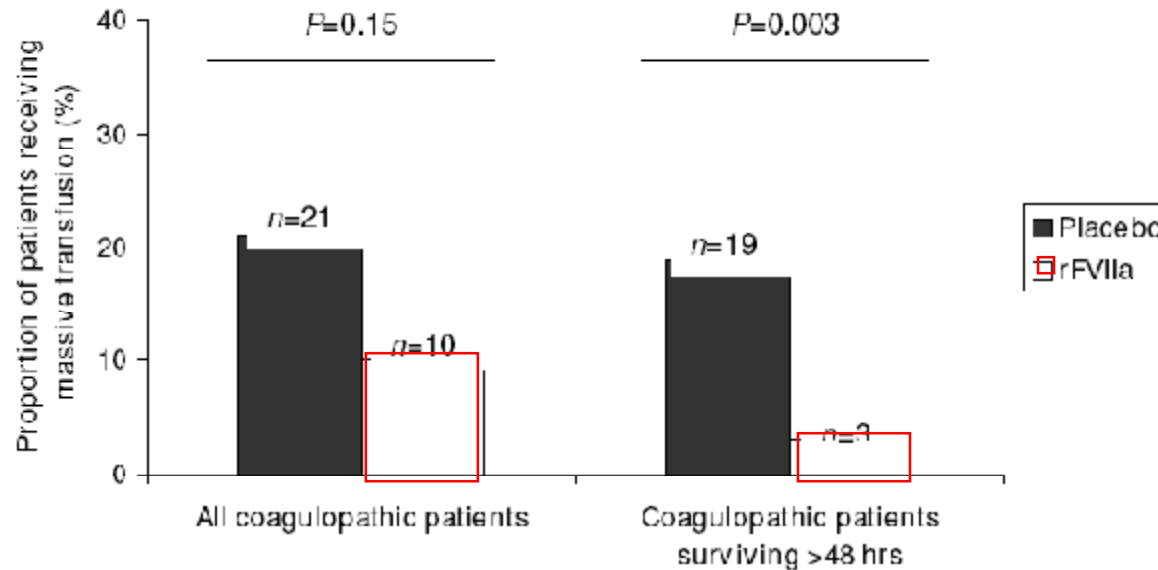 40
30
20
10
0
Proportion of patients receiving
massive transfusion (%)
P=0.15
P=0.003
n=21
n=10
n=19
n=3
All coagulopathic patients
Coagulopathic patients
surviving >48 hrs
Placebo
rFVIIa